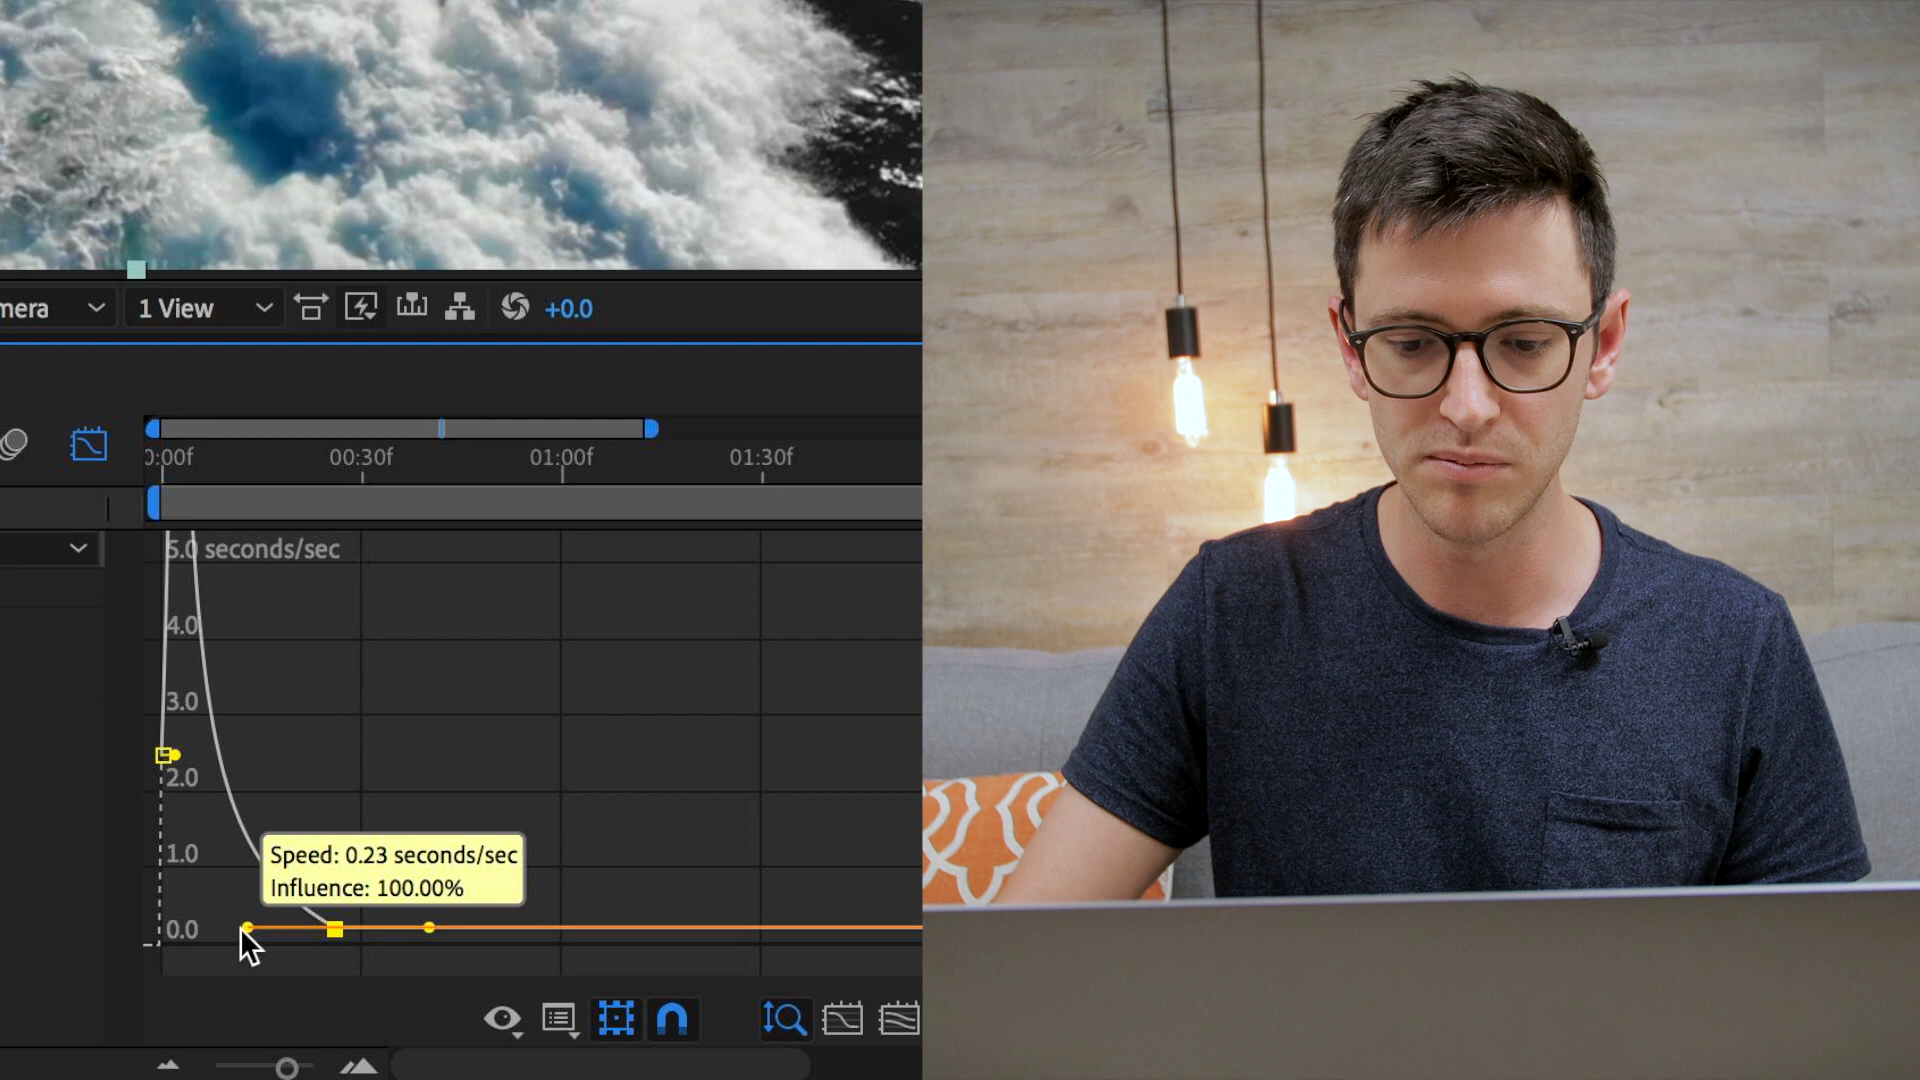 mera
1 View
+0.0
0:00f
00:30f
01:00f
01:30f
5.0 seconds/sec
4.0
3.0
2.0
1.0
0.0
Speed: 0.23 seconds/sec
Influence: 100.00%